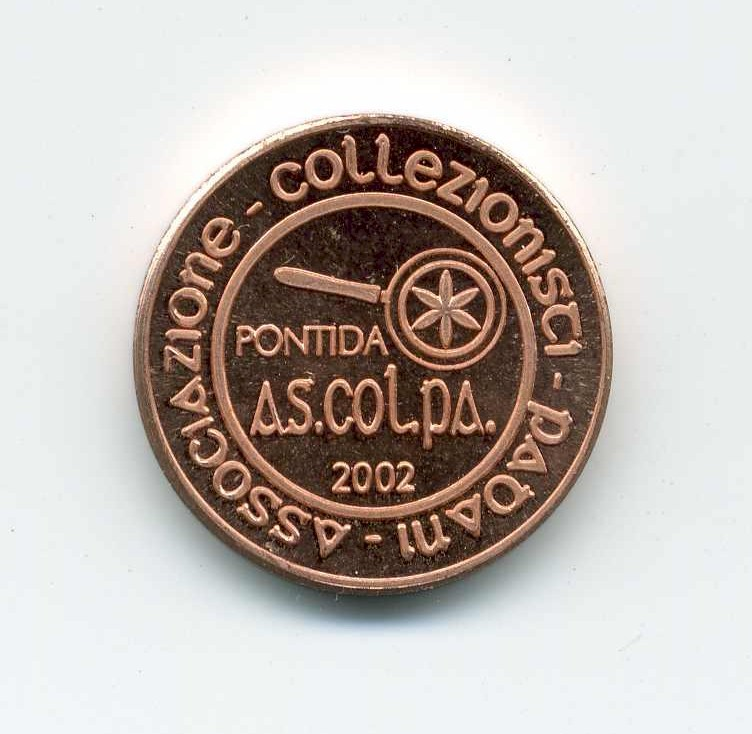 ASSOCIAZIONE - COLLEZIONISTI - PADANI -
PONTIDA
AS.COL.PA.
2002